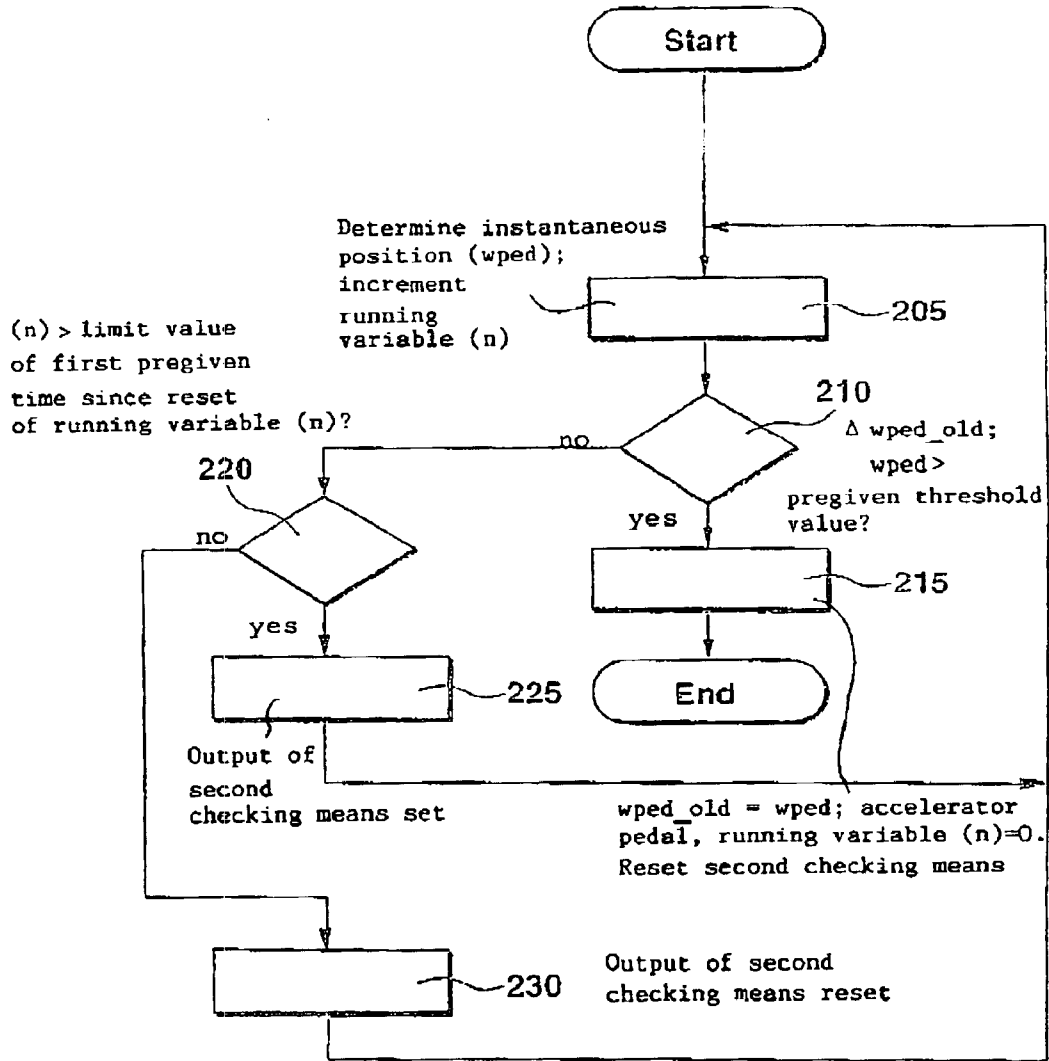 Start
Determine instantaneous
position (wped);
increment
running
variable (n)
205
(n) > limit value
of first pregiven
time since reset
of running variable (n)?
210
Δ wped_old;
wped>
pregiven threshold
value?
no
yes
220
no
yes
215
225
End
Output of
second
checking means set
wped_old = wped; accelerator
pedal, running variable (n)=0.
Reset second checking means
230
Output of second
checking means reset